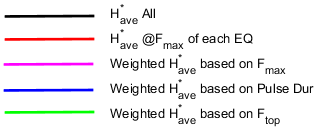 H*ave All
H*ave @Fmax of each EQ
Weighted H*ave based on Fmax
Weighted H*ave based on Pulse Dur
Weighted H*ave based on Ftop